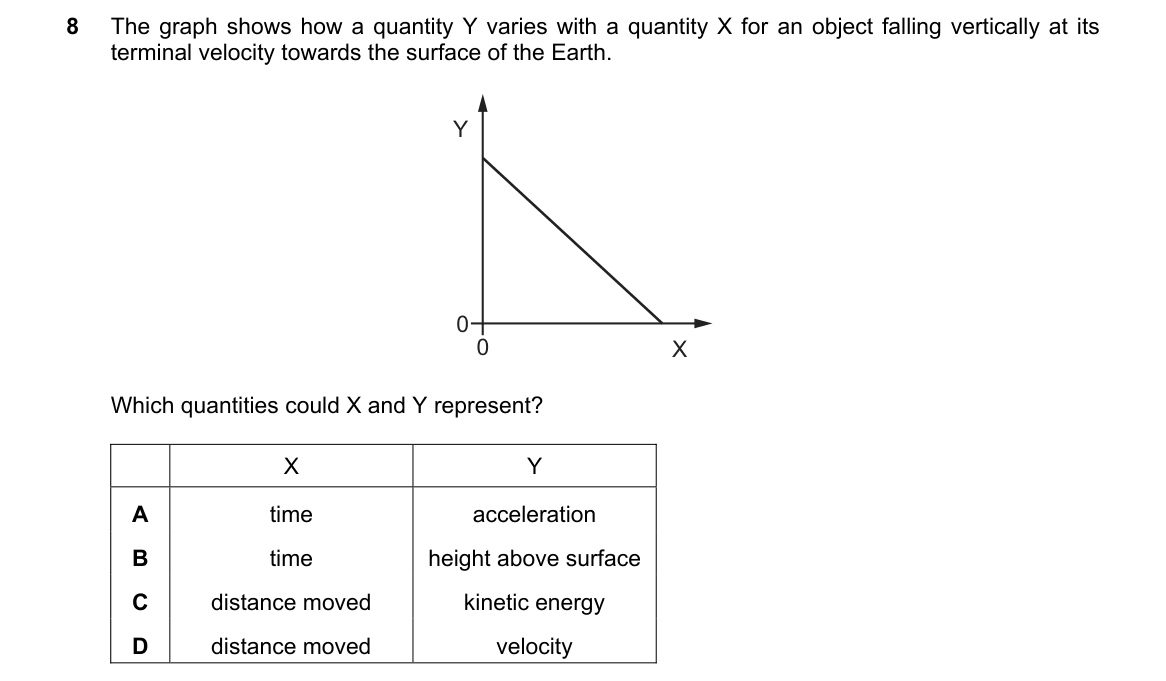 8 The graph shows how a quantity Y varies with a quantity X for an object falling vertically at its
terminal velocity towards the surface of the Earth.
Y
0
0
X
Which quantities could X and Y represent?
X Y
A time acceleration
B time height above surface
C distance moved kinetic energy
D distance moved velocity